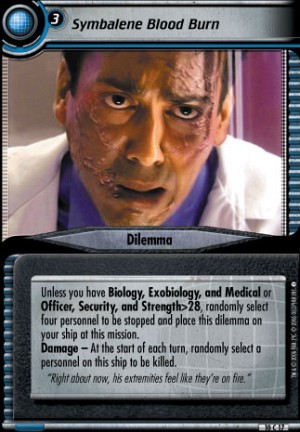 3
Symbalene Blood Burn
Dilemma
Unless you have Biology, Exobiology, and Medical or
Officer, Security, and Strength>28, randomly select
four personnel to be stopped and place this dilemma on
your ship at this mission.
Damage – At the start of each turn, randomly select a
personnel on this ship to be killed.
"Right about now, his extremities feel like they're on fire."